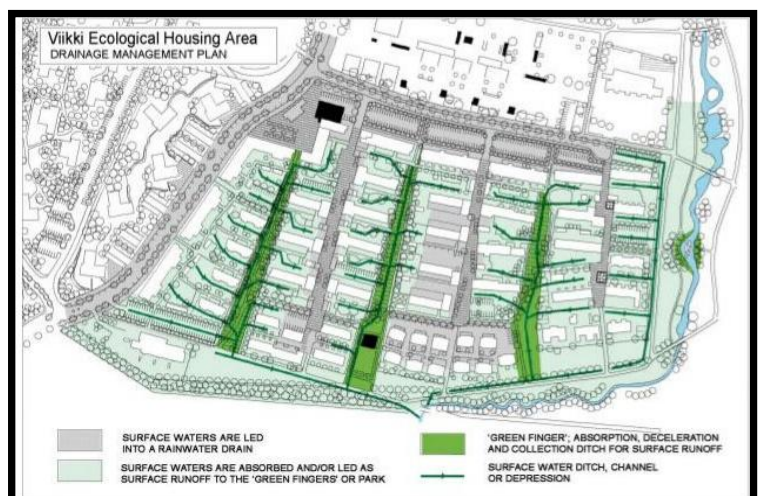 Viikki Ecological Housing Area
DRAINAGE MANAGEMENT PLAN
SURFACE WATERS ARE LED
INTO A RAINWATER DRAIN
SURFACE WATERS ARE ABSORBED AND/OR LED AS
SURFACE RUNOFF TO THE 'GREEN FINGERS' OR PARK
'GREEN FINGER'; ABSORPTION, DECELERATION
AND COLLECTION DITCH FOR SURFACE RUNOFF
SURFACE WATER DITCH, CHANNEL
OR DEPRESSION